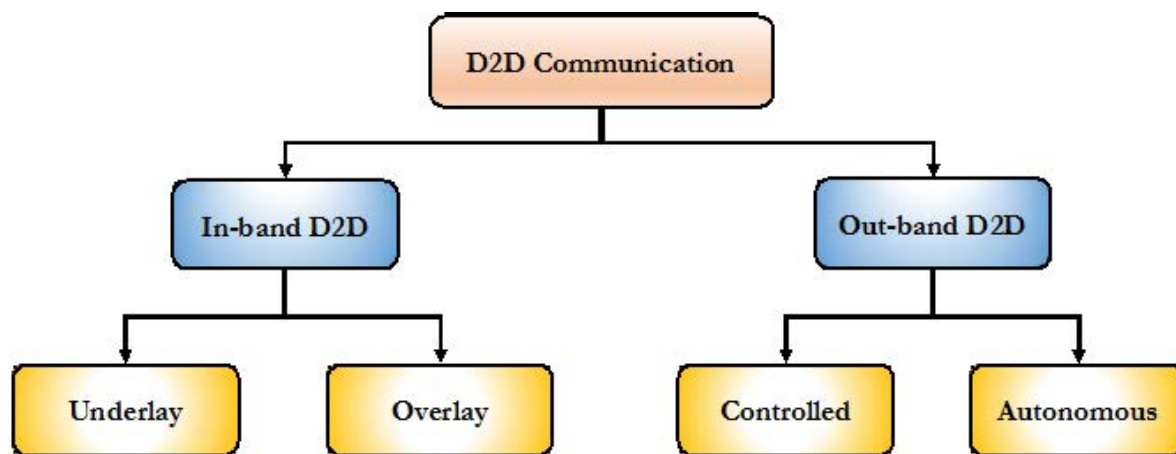 D2D Communication
In-band D2D
Out-band D2D
Underlay
Overlay
Controlled
Autonomous